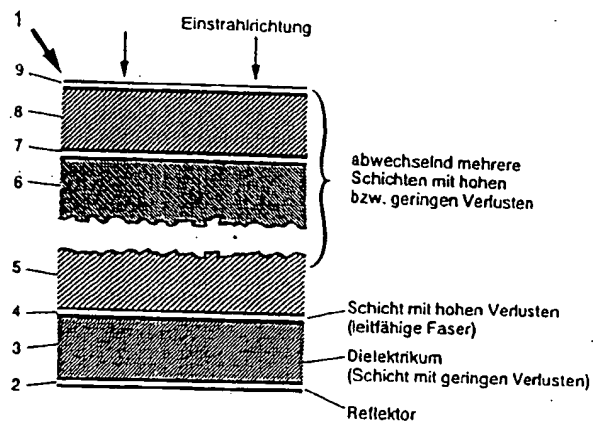 1
Einstrahlrichtung
9
8
7
6
abwechselnd mehrere
Schichten mit hohen
bzw. geringen Verlusten
5
4
Schicht mit hohen Verlusten
(leitfähige Faser)
3
Dielektrikum
(Schicht mit geringen Verlusten)
2
Reflektor